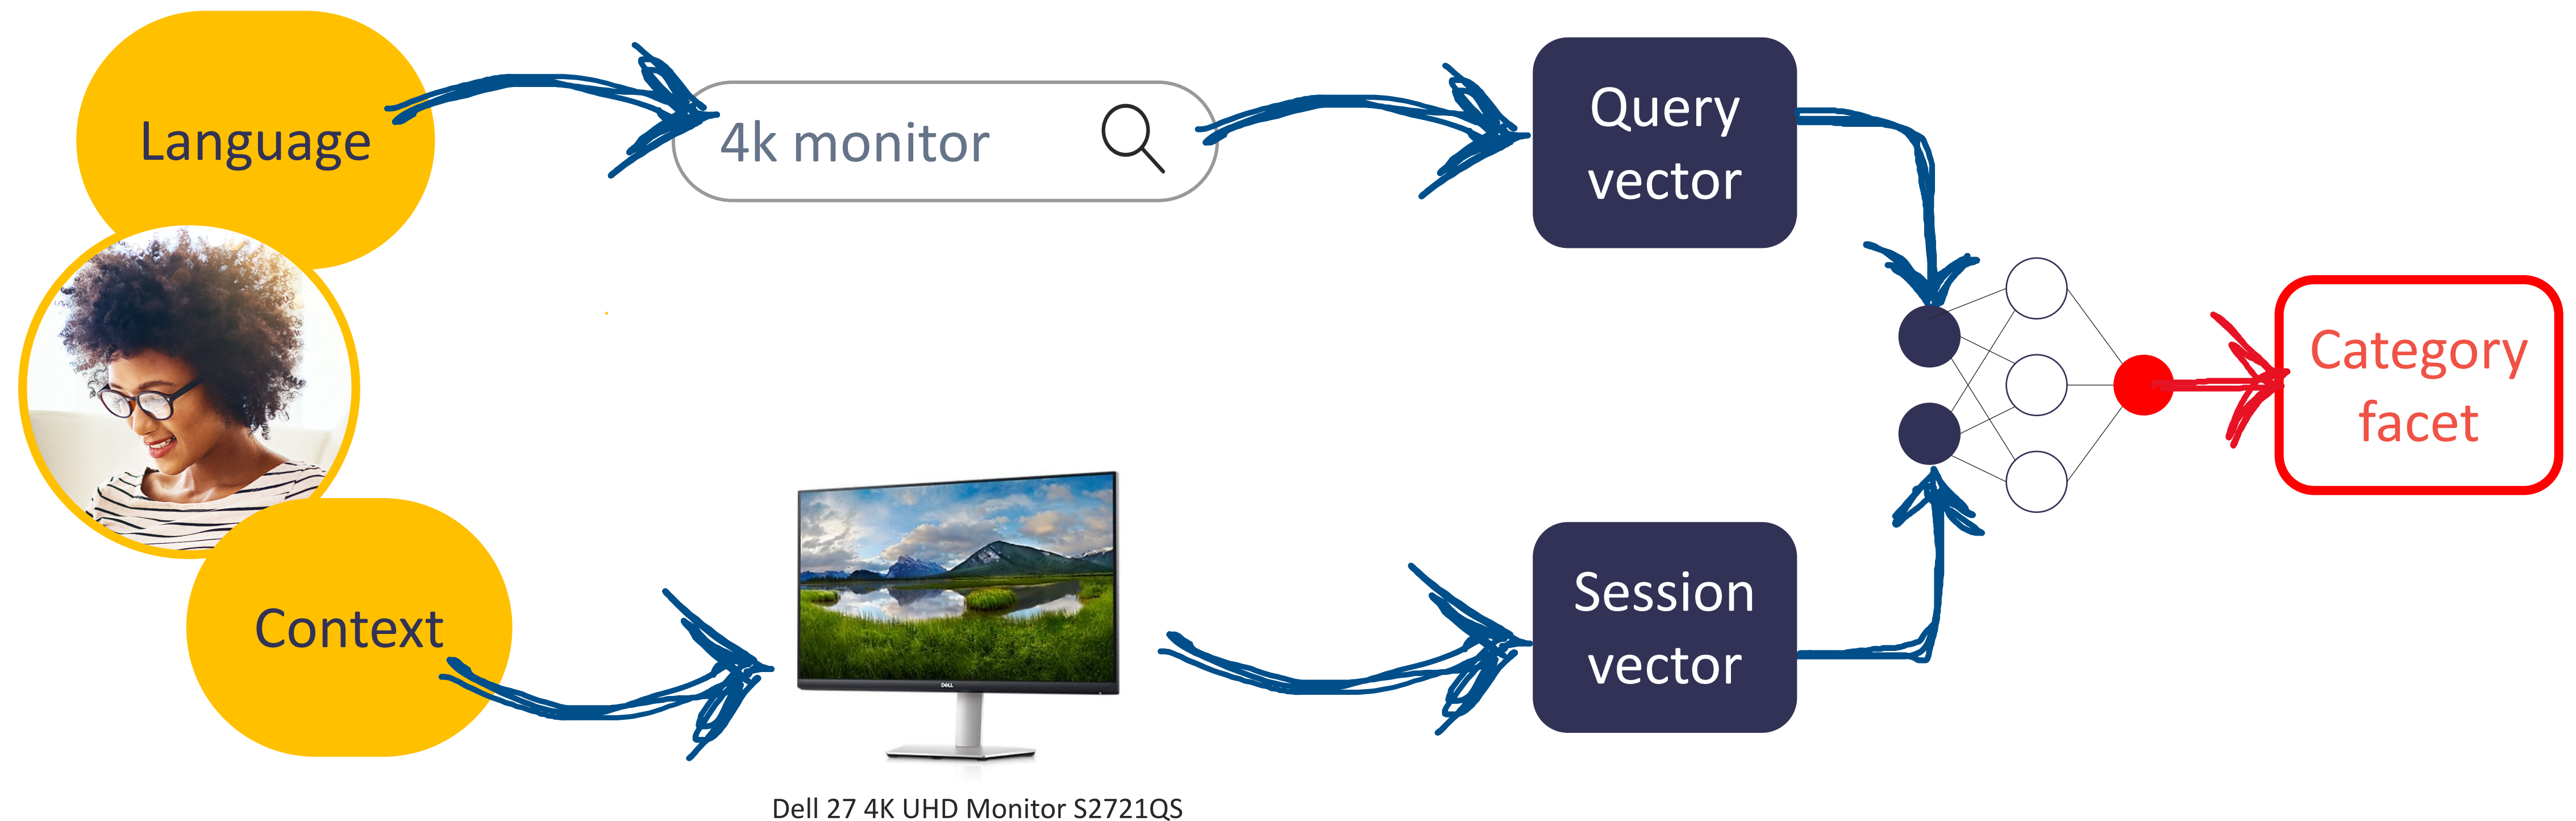 Language
4k monitor
Query
vector
Category
facet
Context
DELL
Session
vector
Dell 27 4K UHD Monitor S2721QS